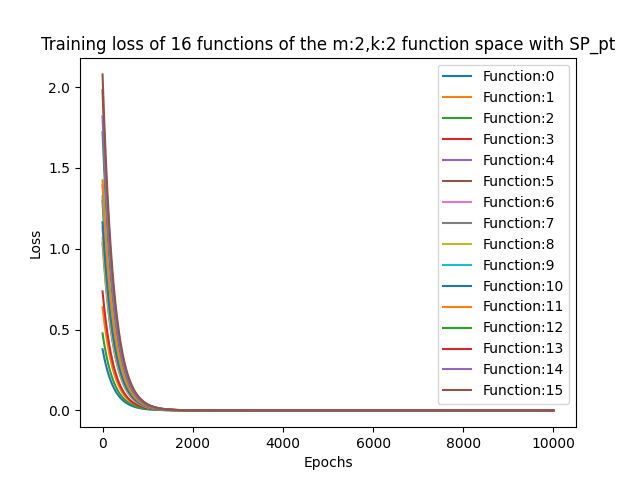 Training loss of 16 functions of the m:2,k:2 function space with SP_pt
2.0
1.5
1.0
0.5
0.0
Loss
0 2000 4000 6000 8000 10000
Epochs
Function:0
Function:1
Function:2
Function:3
Function:4
Function:5
Function:6
Function:7
Function:8
Function:9
Function:10
Function:11
Function:12
Function:13
Function:14
Function:15